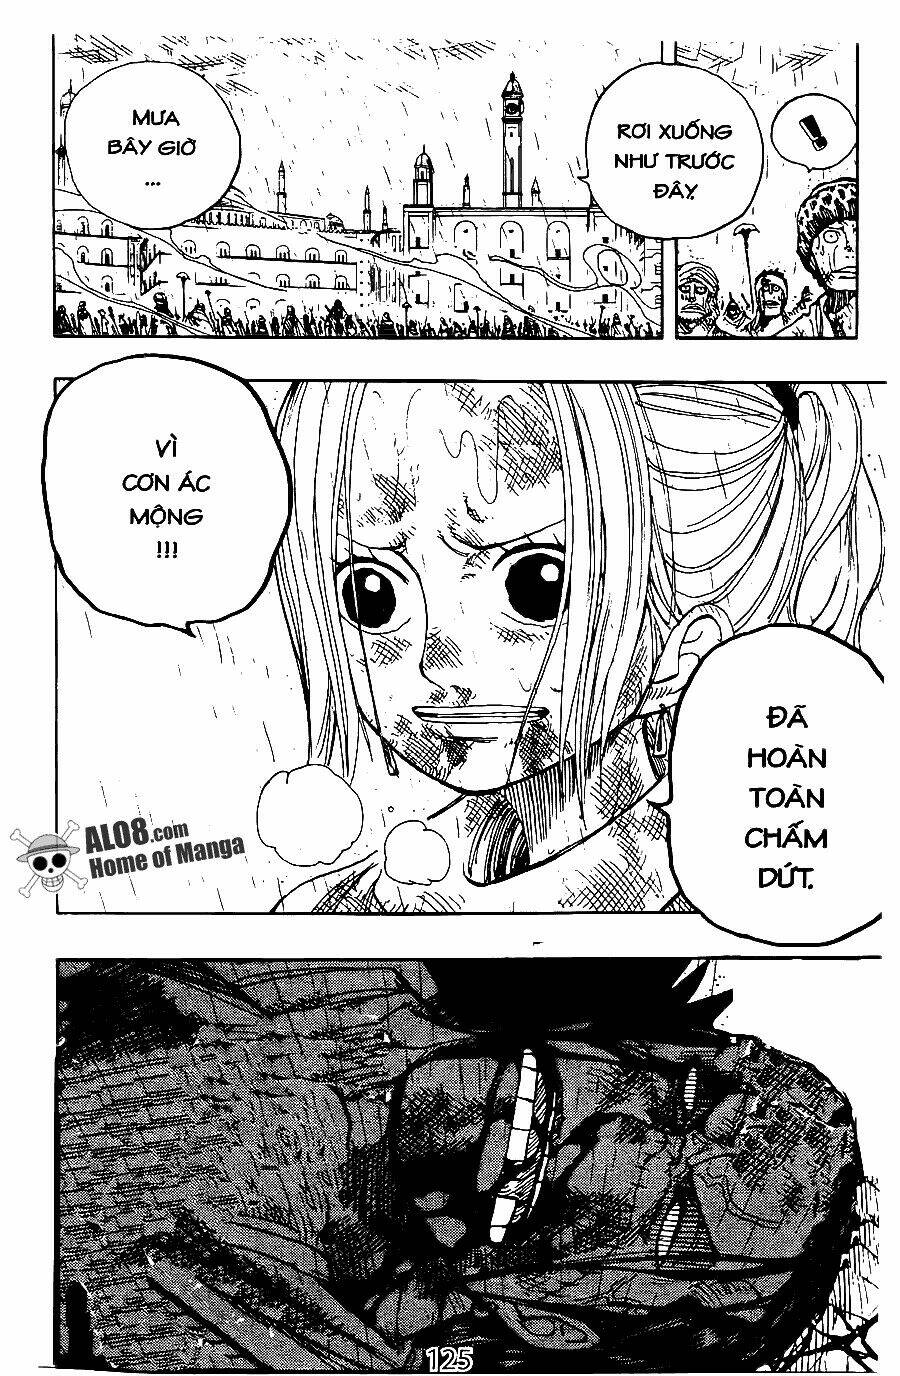 MƯA
BÂY GIỜ
...
RƠI XUỐNG
NHƯ TRƯỚC
ĐÂY.
!
VÌ
CƠN ÁC
MỘNG
!!!
ĐÃ
HOÀN
TOÀN
CHẤM
DỨT.
ALO8.com
Home of Manga
125